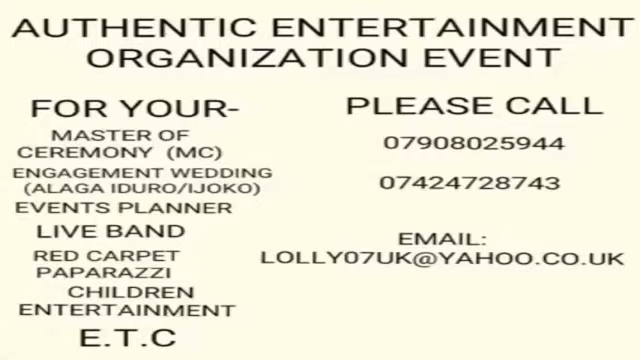 AUTHENTIC ENTERTAINMENT
ORGANIZATION EVENT
FOR YOUR-
MASTER OF
CEREMONY (MC)
ENGAGEMENT WEDDING
(ALAGA IDURO/IJOKO)
EVENTS PLANNER
LIVE BAND
RED CARPET
PAPARAZZI
CHILDREN
ENTERTAINMENT
E.T.C
PLEASE CALL
07908025944
07424728743
EMAIL:
LOLLY07UK@YAHOO.CO.UK